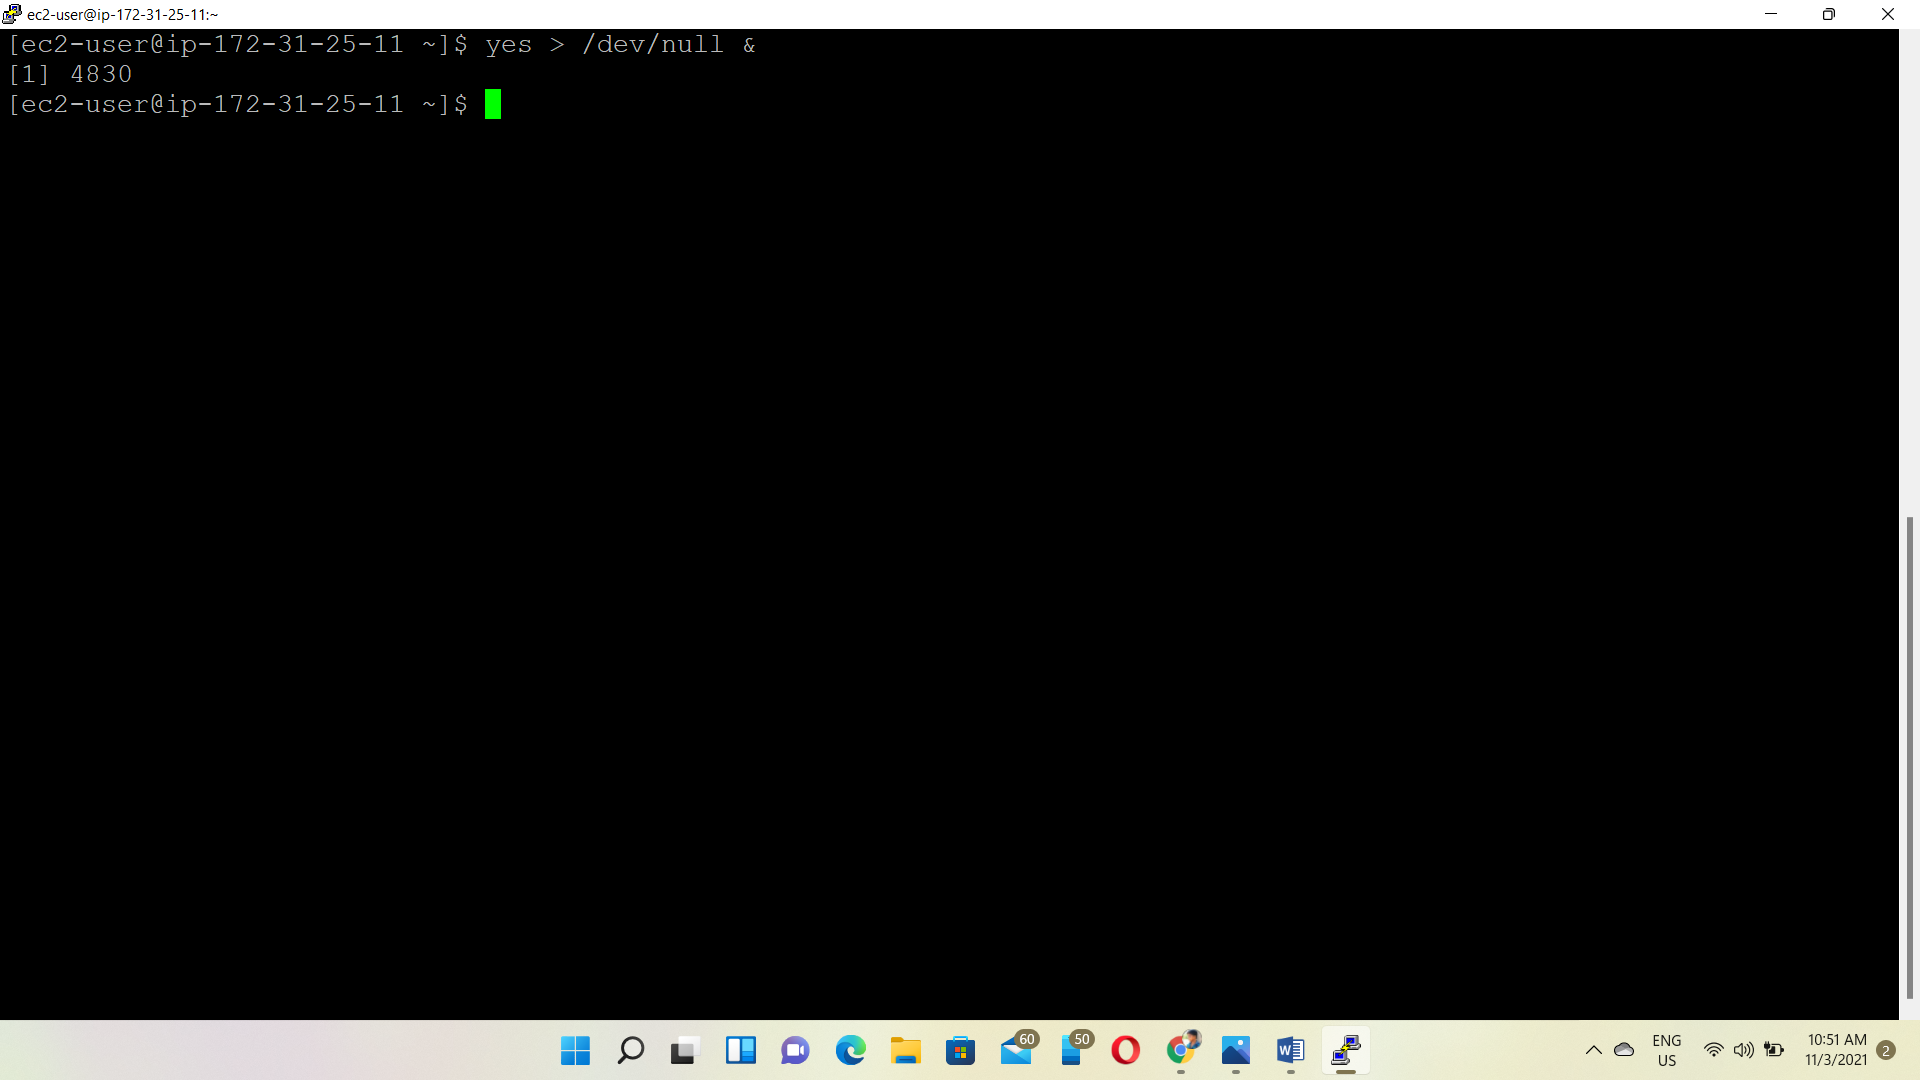 ec2-user@ip-172-31-25-11:~
[ec2-user@ip-172-31-25-11 ~]$ yes > /dev/null &
[1] 4830
[ec2-user@ip-172-31-25-11 ~]$
60
50
W
ENG
US
10:51 AM
11/3/2021
2